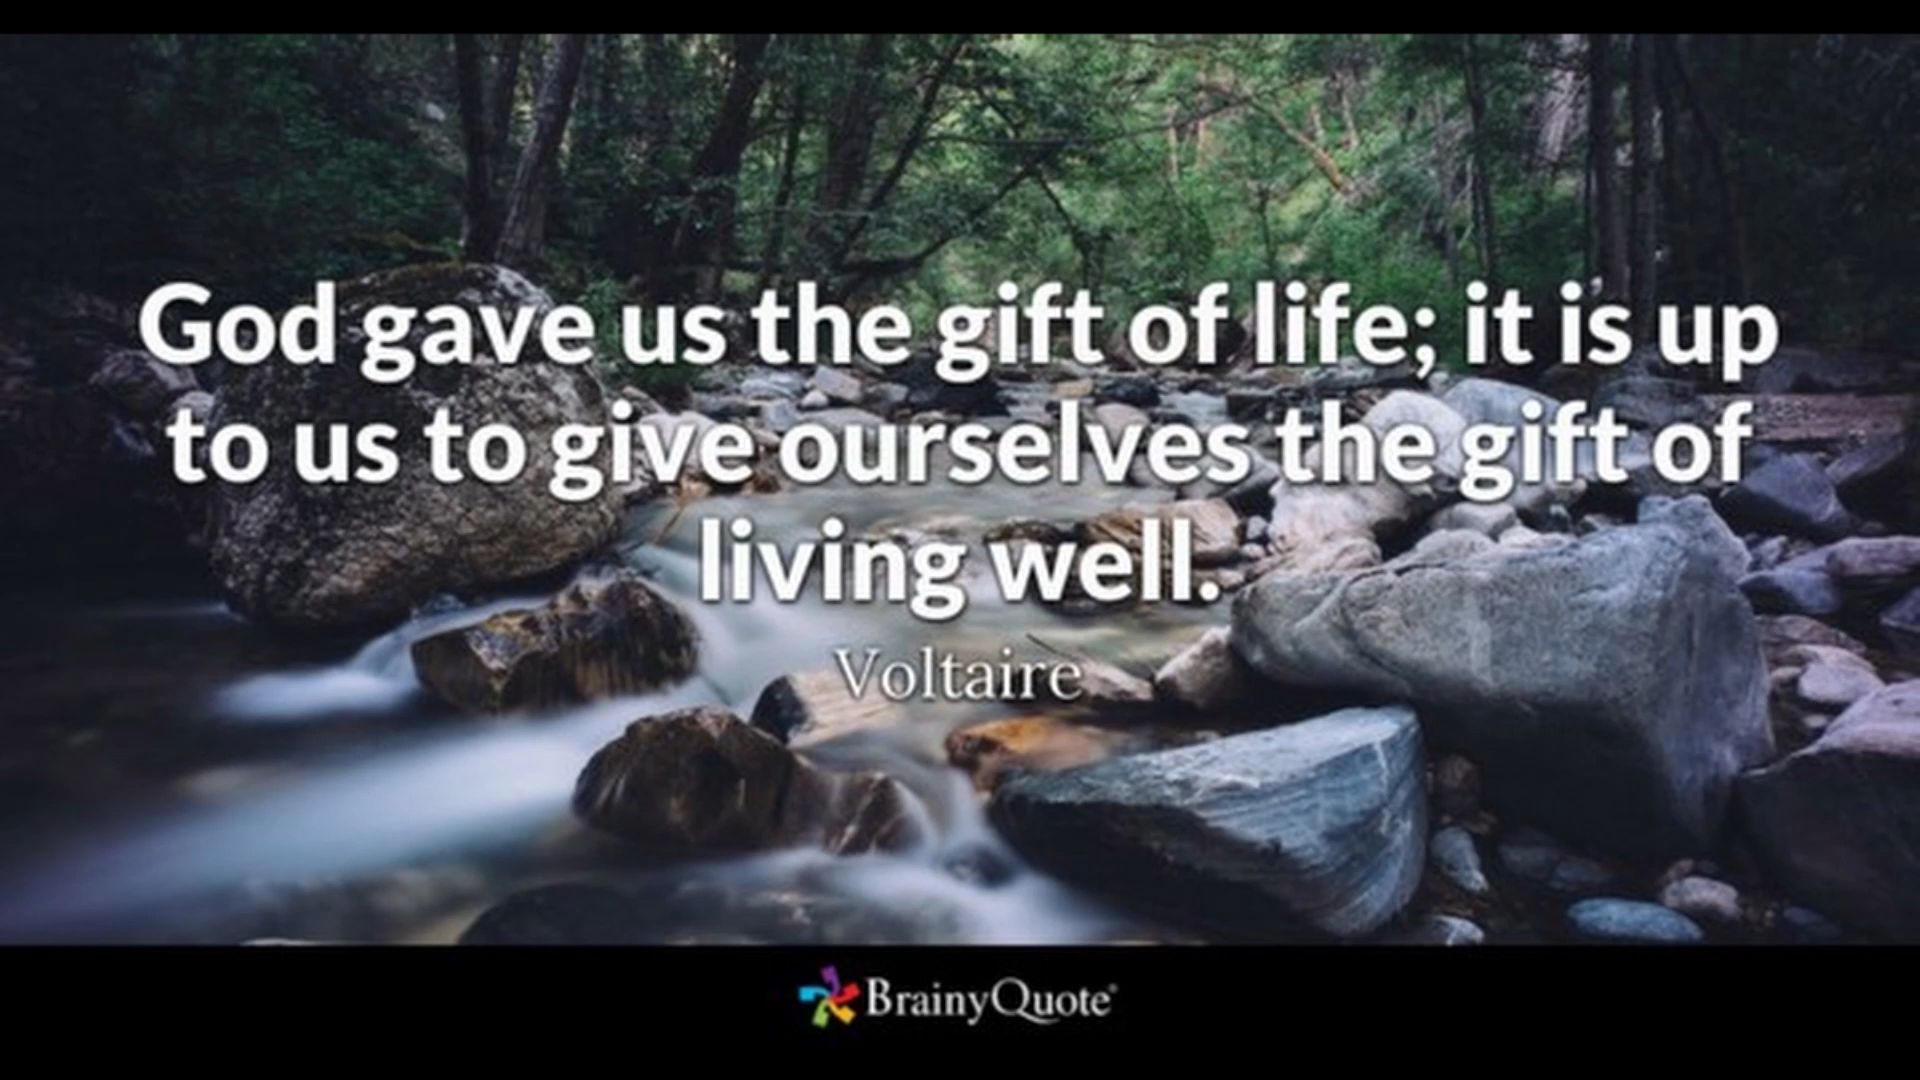 God gave us the gift of life; it is up
to us to give ourselves the gift of
living well.
Voltaire
BrainyQuote®